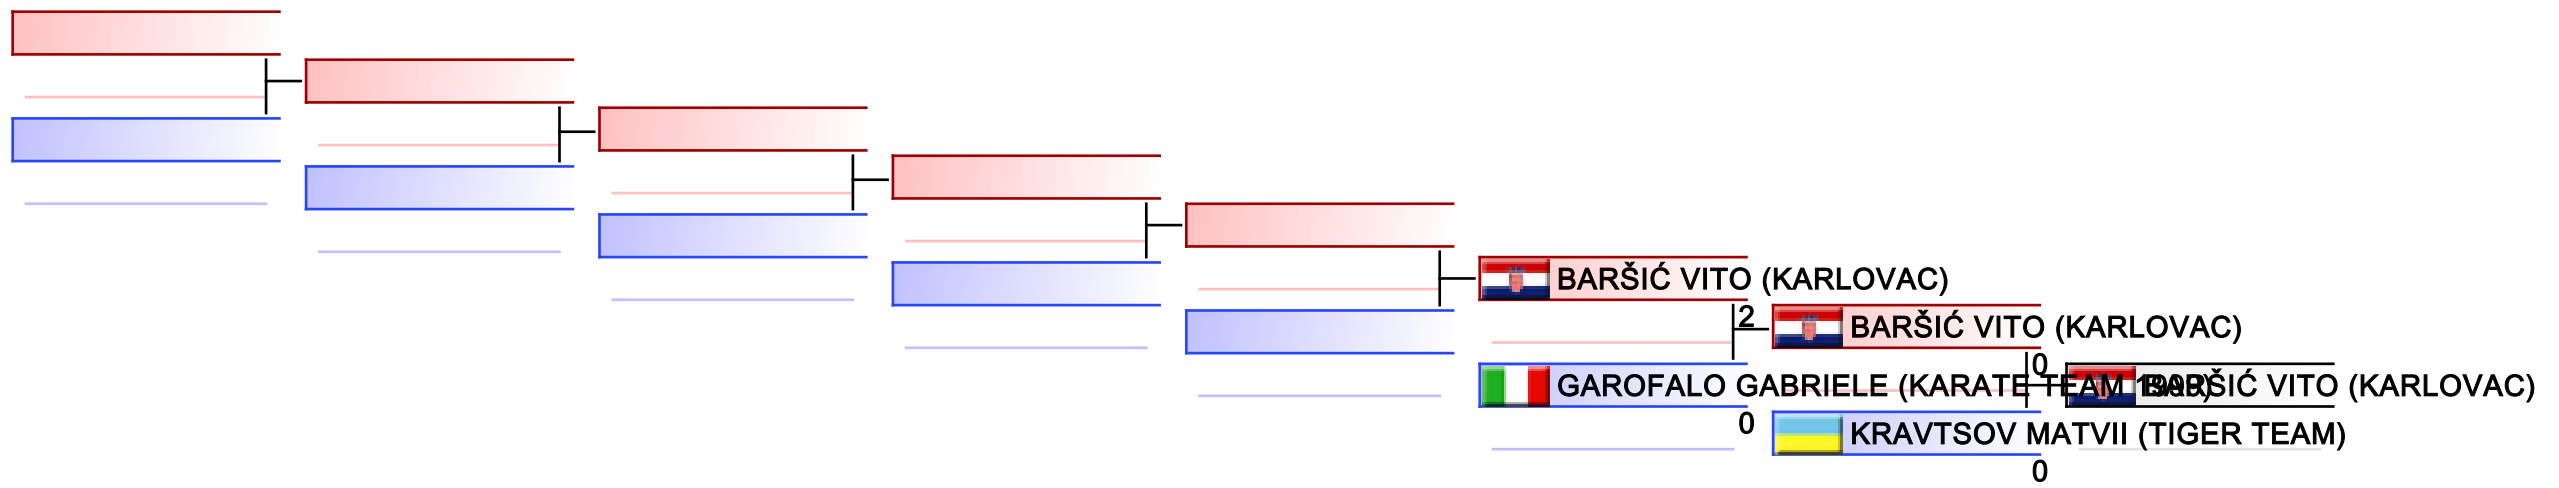 BARŠIĆ VITO (KARLOVAC)
2
BARŠIĆ VITO (KARLOVAC)
0
GAROFALO GABRIELE (KARATE TEAM 1999)
BARŠIĆ VITO (KARLOVAC)
0
KRAVTSOV MATVII (TIGER TEAM)
0